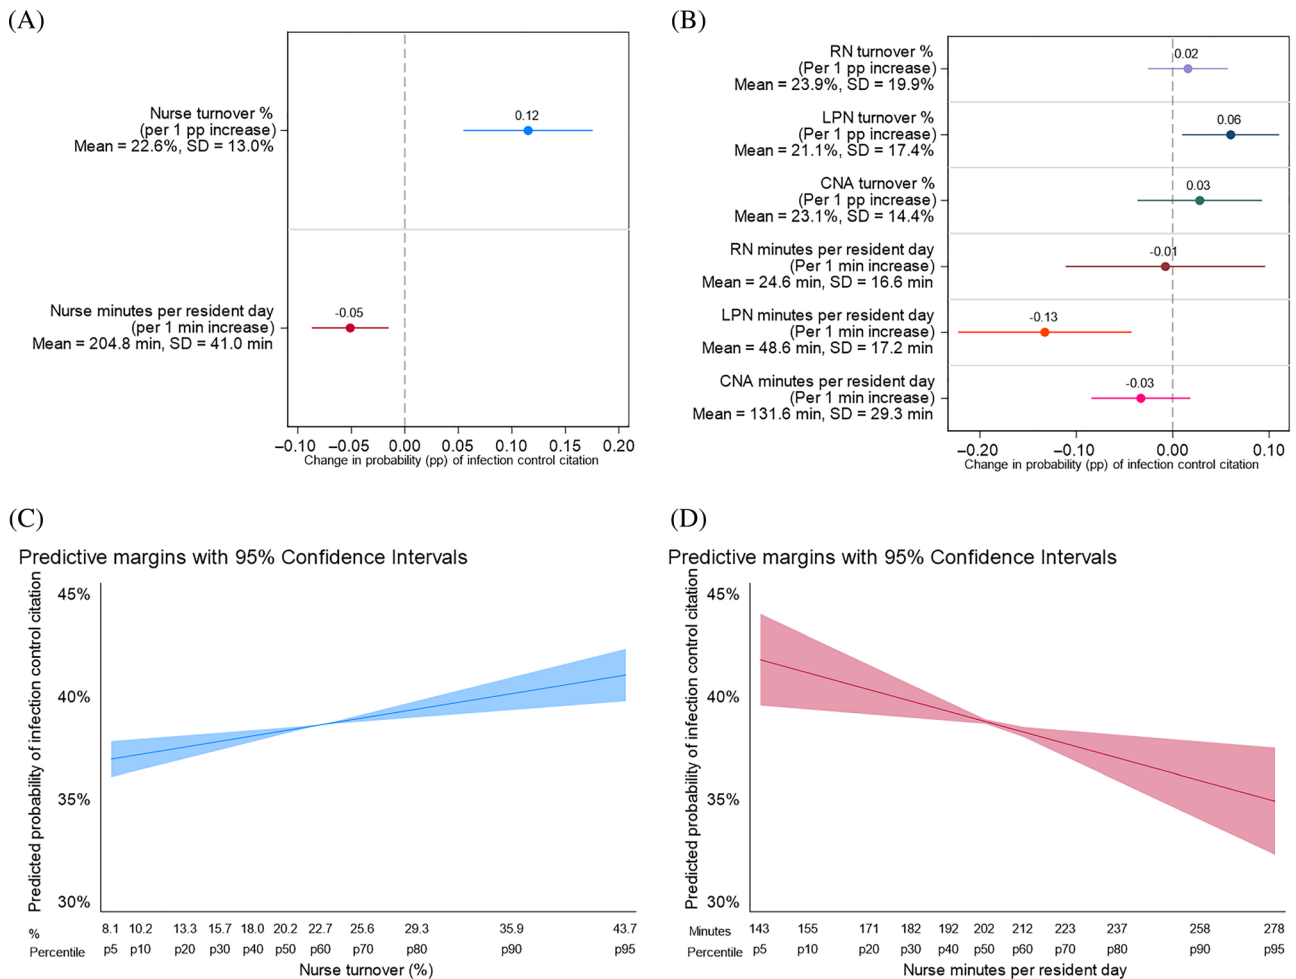 (A)
Nurse turnover %
(per 1 pp increase)
Mean = 22.6%, SD = 13.0%
0.12
Nurse minutes per resident day
(per 1 min increase)
Mean = 204.8 min, SD = 41.0 min
-0.05
−0.10 −0.05 0.00 0.05 0.10 0.15 0.20
Change in probability (pp) of infection control citation
(B)
RN turnover %
(Per 1 pp increase)
Mean = 23.9%, SD = 19.9%
0.02
LPN turnover %
(Per 1 pp increase)
Mean = 21.1%, SD = 17.4%
0.06
CNA turnover %
(Per 1 pp increase)
Mean = 23.1%, SD = 14.4%
0.03
RN minutes per resident day
(Per 1 min increase)
Mean = 24.6 min, SD = 16.6 min
-0.01
LPN minutes per resident day
(Per 1 min increase)
Mean = 48.6 min, SD = 17.2 min
-0.13
CNA minutes per resident day
(Per 1 min increase)
Mean = 131.6 min, SD = 29.3 min
-0.03
−0.20 −0.10 0.00 0.10
Change in probability (pp) of infection control citation
(C)
Predictive margins with 95% Confidence Intervals
Predicted probability of infection control citation
45%
40%
35%
30%
% 8.1 10.2 13.3 15.7 18.0 20.2 22.7 25.6 29.3 35.9 43.7
Percentile p5 p10 p20 p30 p40 p50 p60 p70 p80 p90 p95
Nurse turnover (%)
(D)
Predictive margins with 95% Confidence Intervals
Predicted probability of infection control citation
45%
40%
35%
30%
Minutes 143 155 171 182 192 202 212 223 237 258 278
Percentile p5 p10 p20 p30 p40 p50 p60 p70 p80 p90 p95
Nurse minutes per resident day